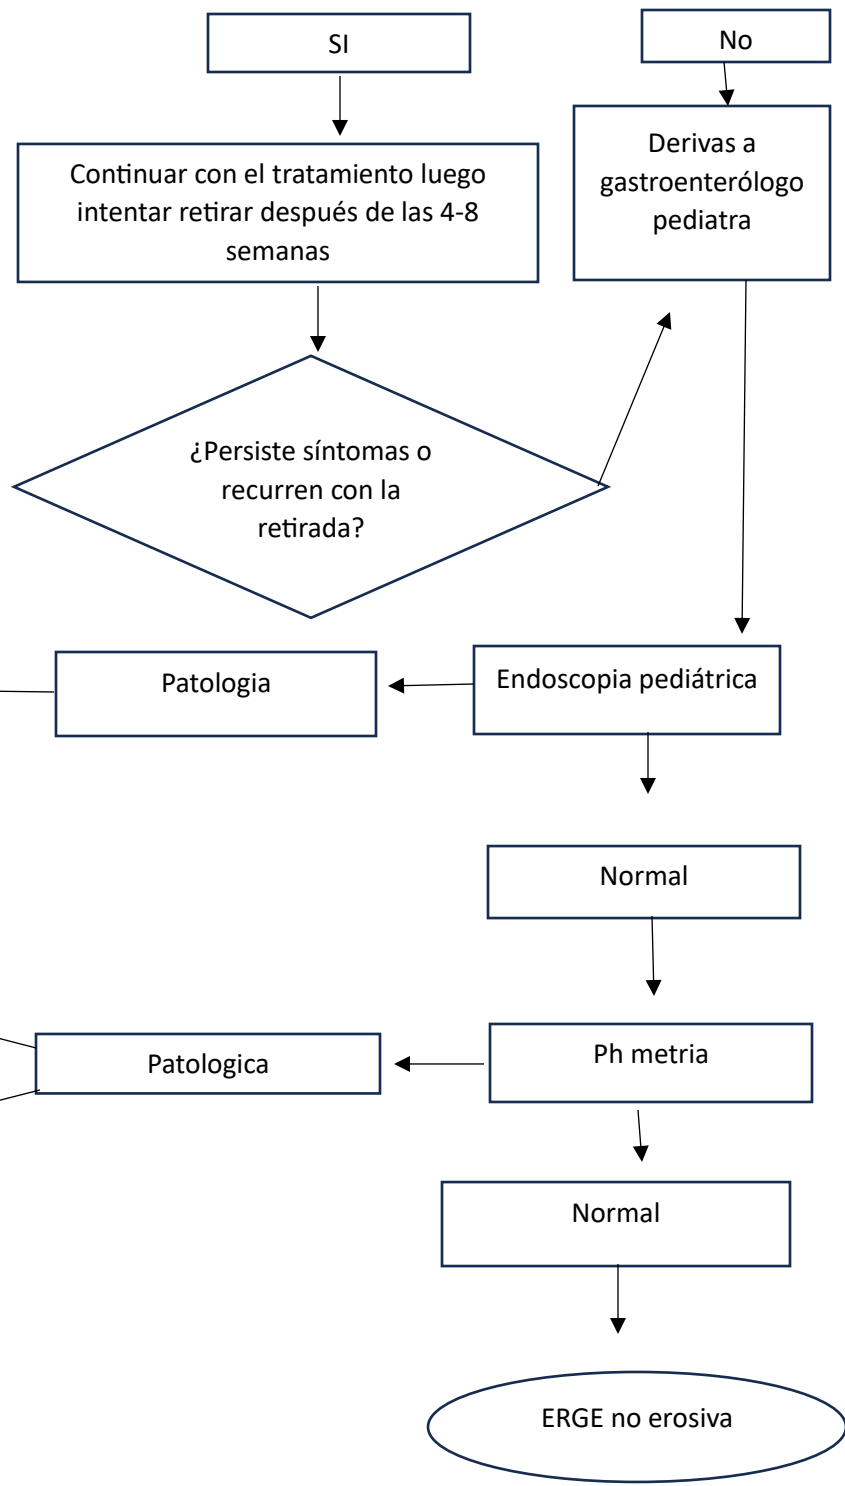 SI
No
Continuar con el tratamiento luego
intentar retirar después de las 4-8
semanas
Derivas a
gastroenterólogo
pediatra
¿Persiste síntomas o
recurren con la
retirada?
Patologia
Endoscopia pediátrica
Normal
Patologica
Ph metria
Normal
ERGE no erosiva